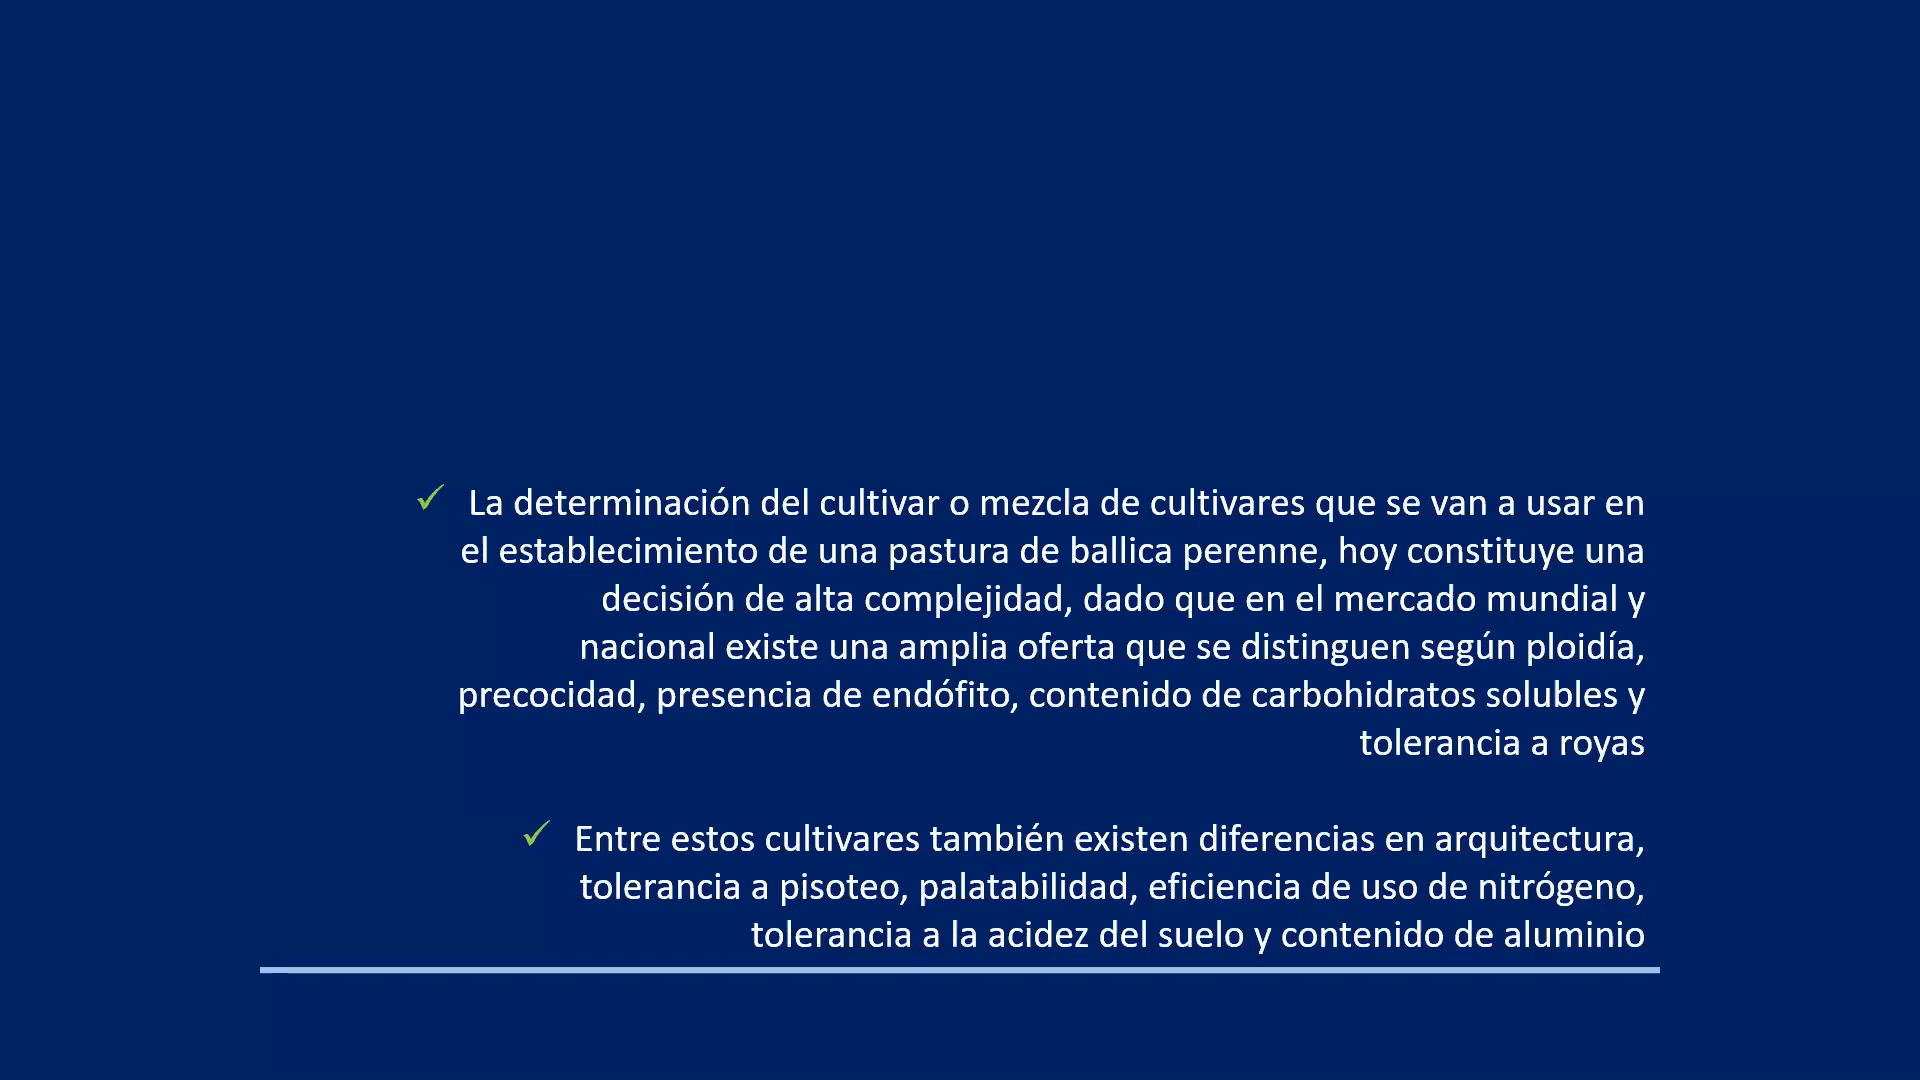 ✓ La determinación del cultivar o mezcla de cultivares que se van a usar en
el establecimiento de una pastura de ballica perenne, hoy constituye una
decisión de alta complejidad, dado que en el mercado mundial y
nacional existe una amplia oferta que se distinguen según ploidía,
precocidad, presencia de endófito, contenido de carbohidratos solubles y
tolerancia a royas
✓ Entre estos cultivares también existen diferencias en arquitectura,
tolerancia a pisoteo, palatabilidad, eficiencia de uso de nitrógeno,
tolerancia a la acidez del suelo y contenido de aluminio